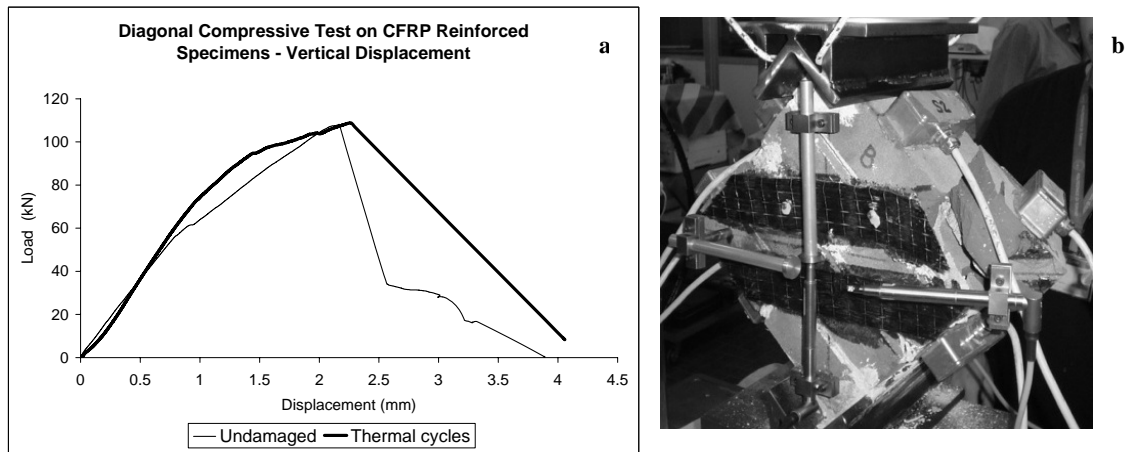 Diagonal Compressive Test on CFRP Reinforced
Specimens - Vertical Displacement
a
120
100
80
60
40
20
0
Load (kN)
0 0.5 1 1.5 2 2.5 3 3.5 4 4.5
Displacement (mm)
Undamaged Thermal cycles
b
S2